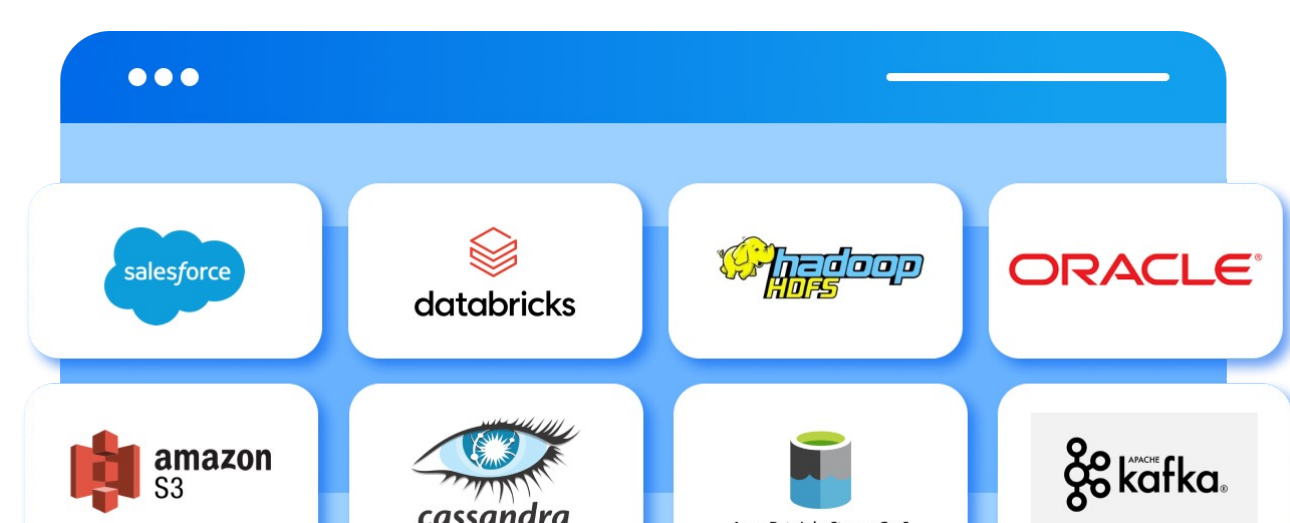 salesforce
databricks
hadoop
HDFS
ORACLE®
amazon
S3
cassandra
APACHE
kafka®